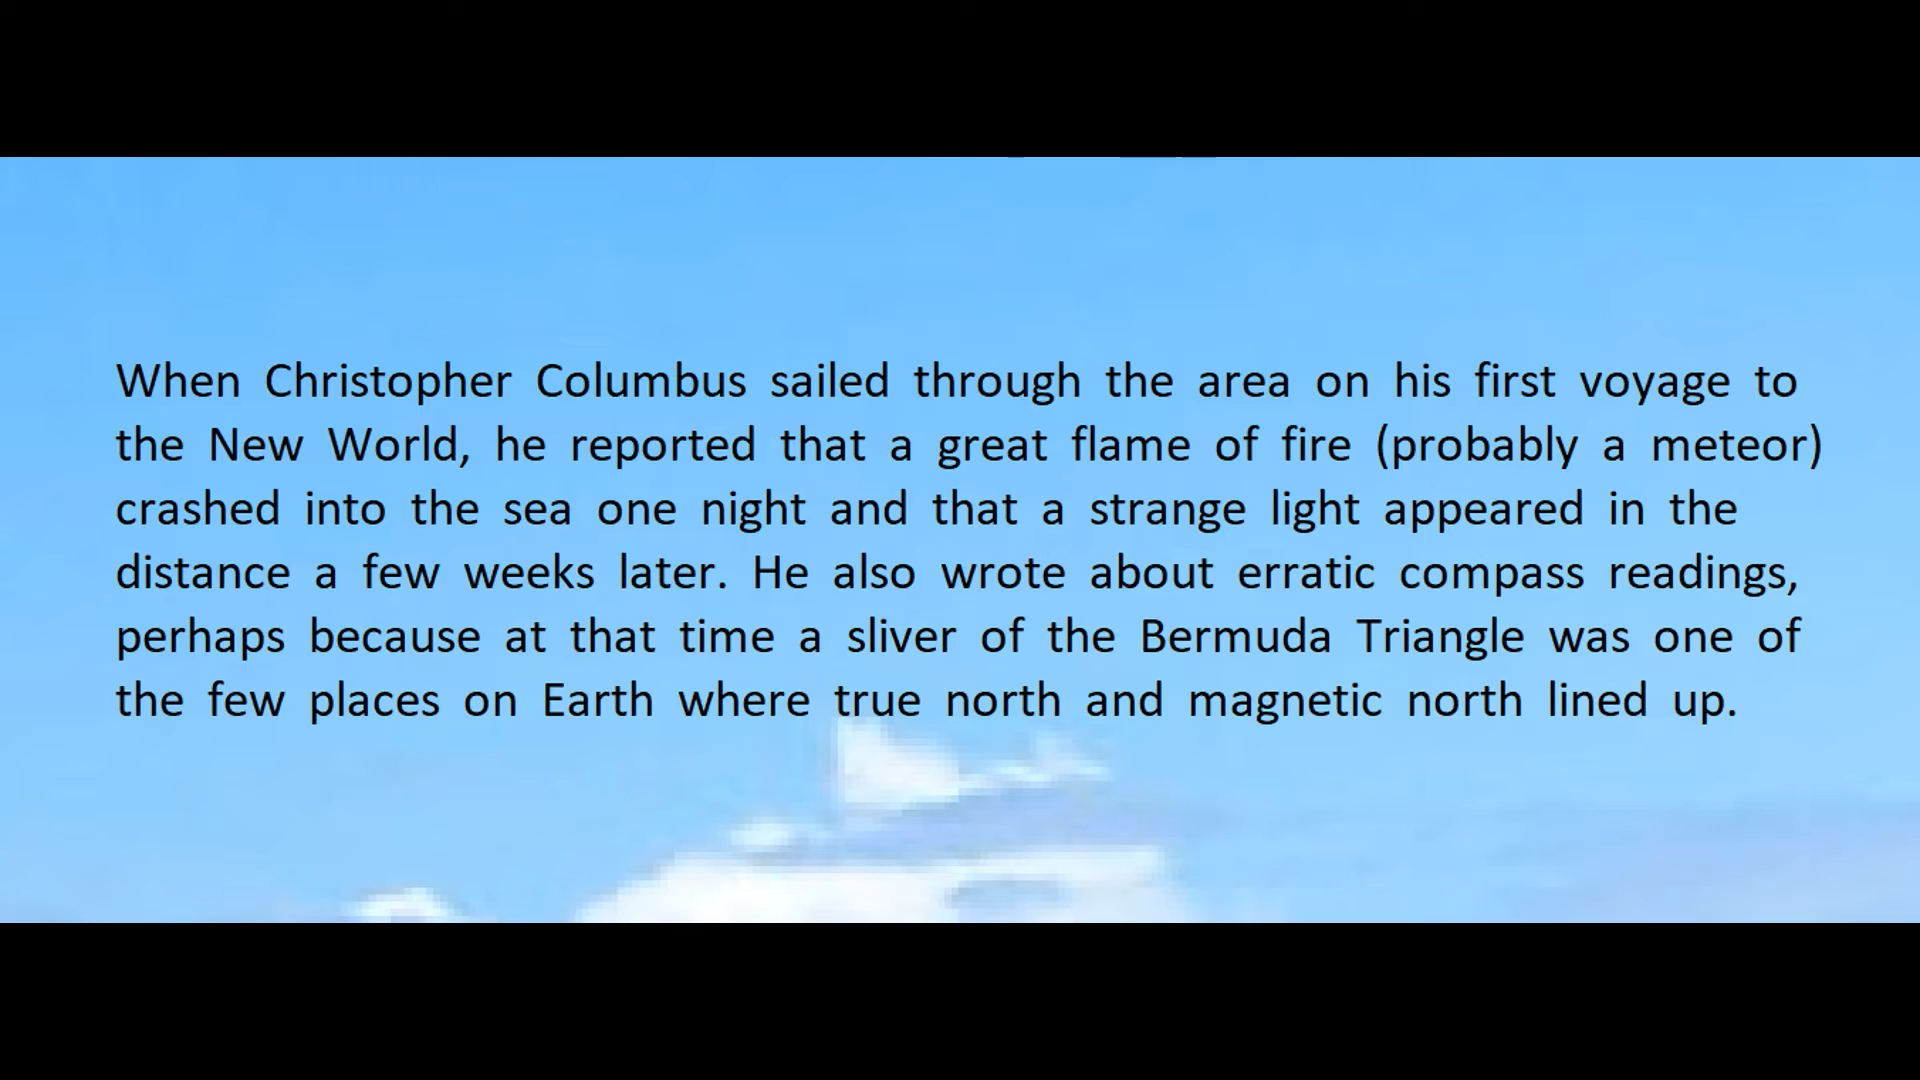 When Christopher Columbus sailed through the area on his first voyage to
the New World, he reported that a great flame of fire (probably a meteor)
crashed into the sea one night and that a strange light appeared in the
distance a few weeks later. He also wrote about erratic compass readings,
perhaps because at that time a sliver of the Bermuda Triangle was one of
the few places on Earth where true north and magnetic north lined up.